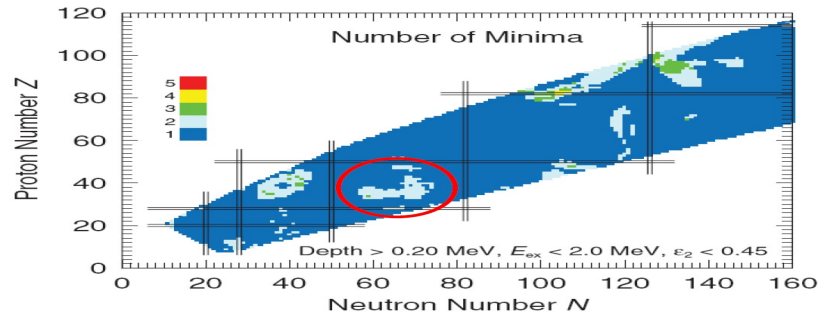 Number of Minima
Proton Number Z
120
100
80
60
40
20
0
5
4
3
2
1
Depth > 0.20 MeV, E_ex < 2.0 MeV, ε₂ < 0.45
0 20 40 60 80 100 120 140 160
Neutron Number N